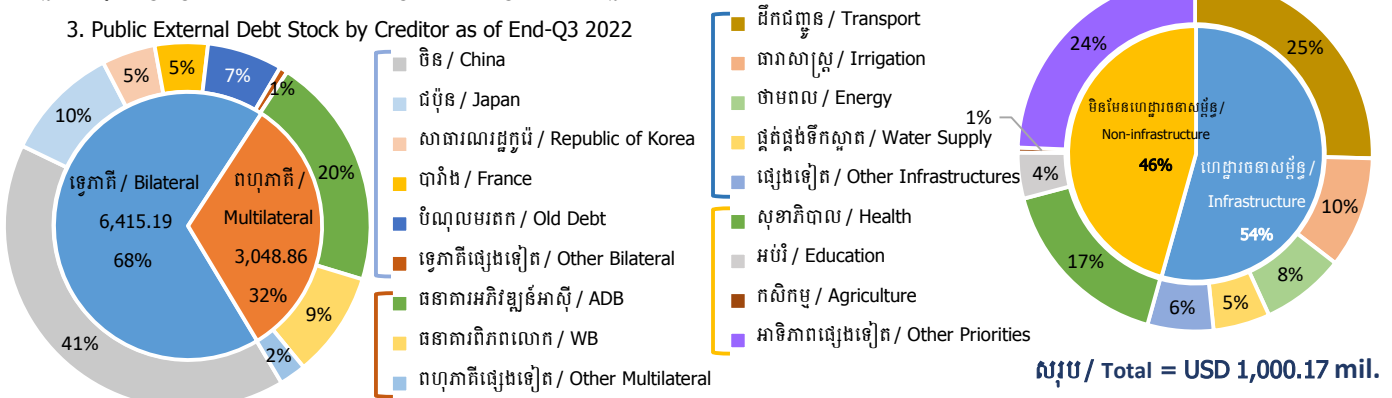 3. Public External Debt Stock by Creditor as of End-Q3 2022
5%
5%
7%
1%
10%
20%
ទ្វេភាគី / Bilateral
6,415.19
68%
ពហុភាគី /
Multilateral
3,048.86
32%
9%
41%
2%
ចិន / China
ជប៉ុន / Japan
សាធារណរដ្ឋកូរ៉េ / Republic of Korea
បារាំង / France
បំណុលមរតក / Old Debt
ទ្វេភាគីផ្សេងទៀត / Other Bilateral
ធនាគារអភិវឌ្ឍន៍អាស៊ី / ADB
ធនាគារពិភពលោក / WB
ពហុភាគីផ្សេងទៀត / Other Multilateral
ដឹកជញ្ជូន / Transport
ធារាសាស្ត្រ / Irrigation
ថាមពល / Energy
ផ្គត់ផ្គង់ទឹកស្អាត / Water Supply
ផ្សេងទៀត / Other Infrastructures
សុខាភិបាល / Health
អប់រំ / Education
កសិកម្ម / Agriculture
អាទិភាពផ្សេងទៀត / Other Priorities
24%
25%
1%
មិនមែនហេដ្ឋារចនាសម្ព័ន្ធ/
Non-infrastructure
46%
ហេដ្ឋារចនាសម្ព័ន្ធ /
Infrastructure
54%
4%
10%
17%
8%
6%
5%
សរុប / Total = USD 1,000.17 mil.